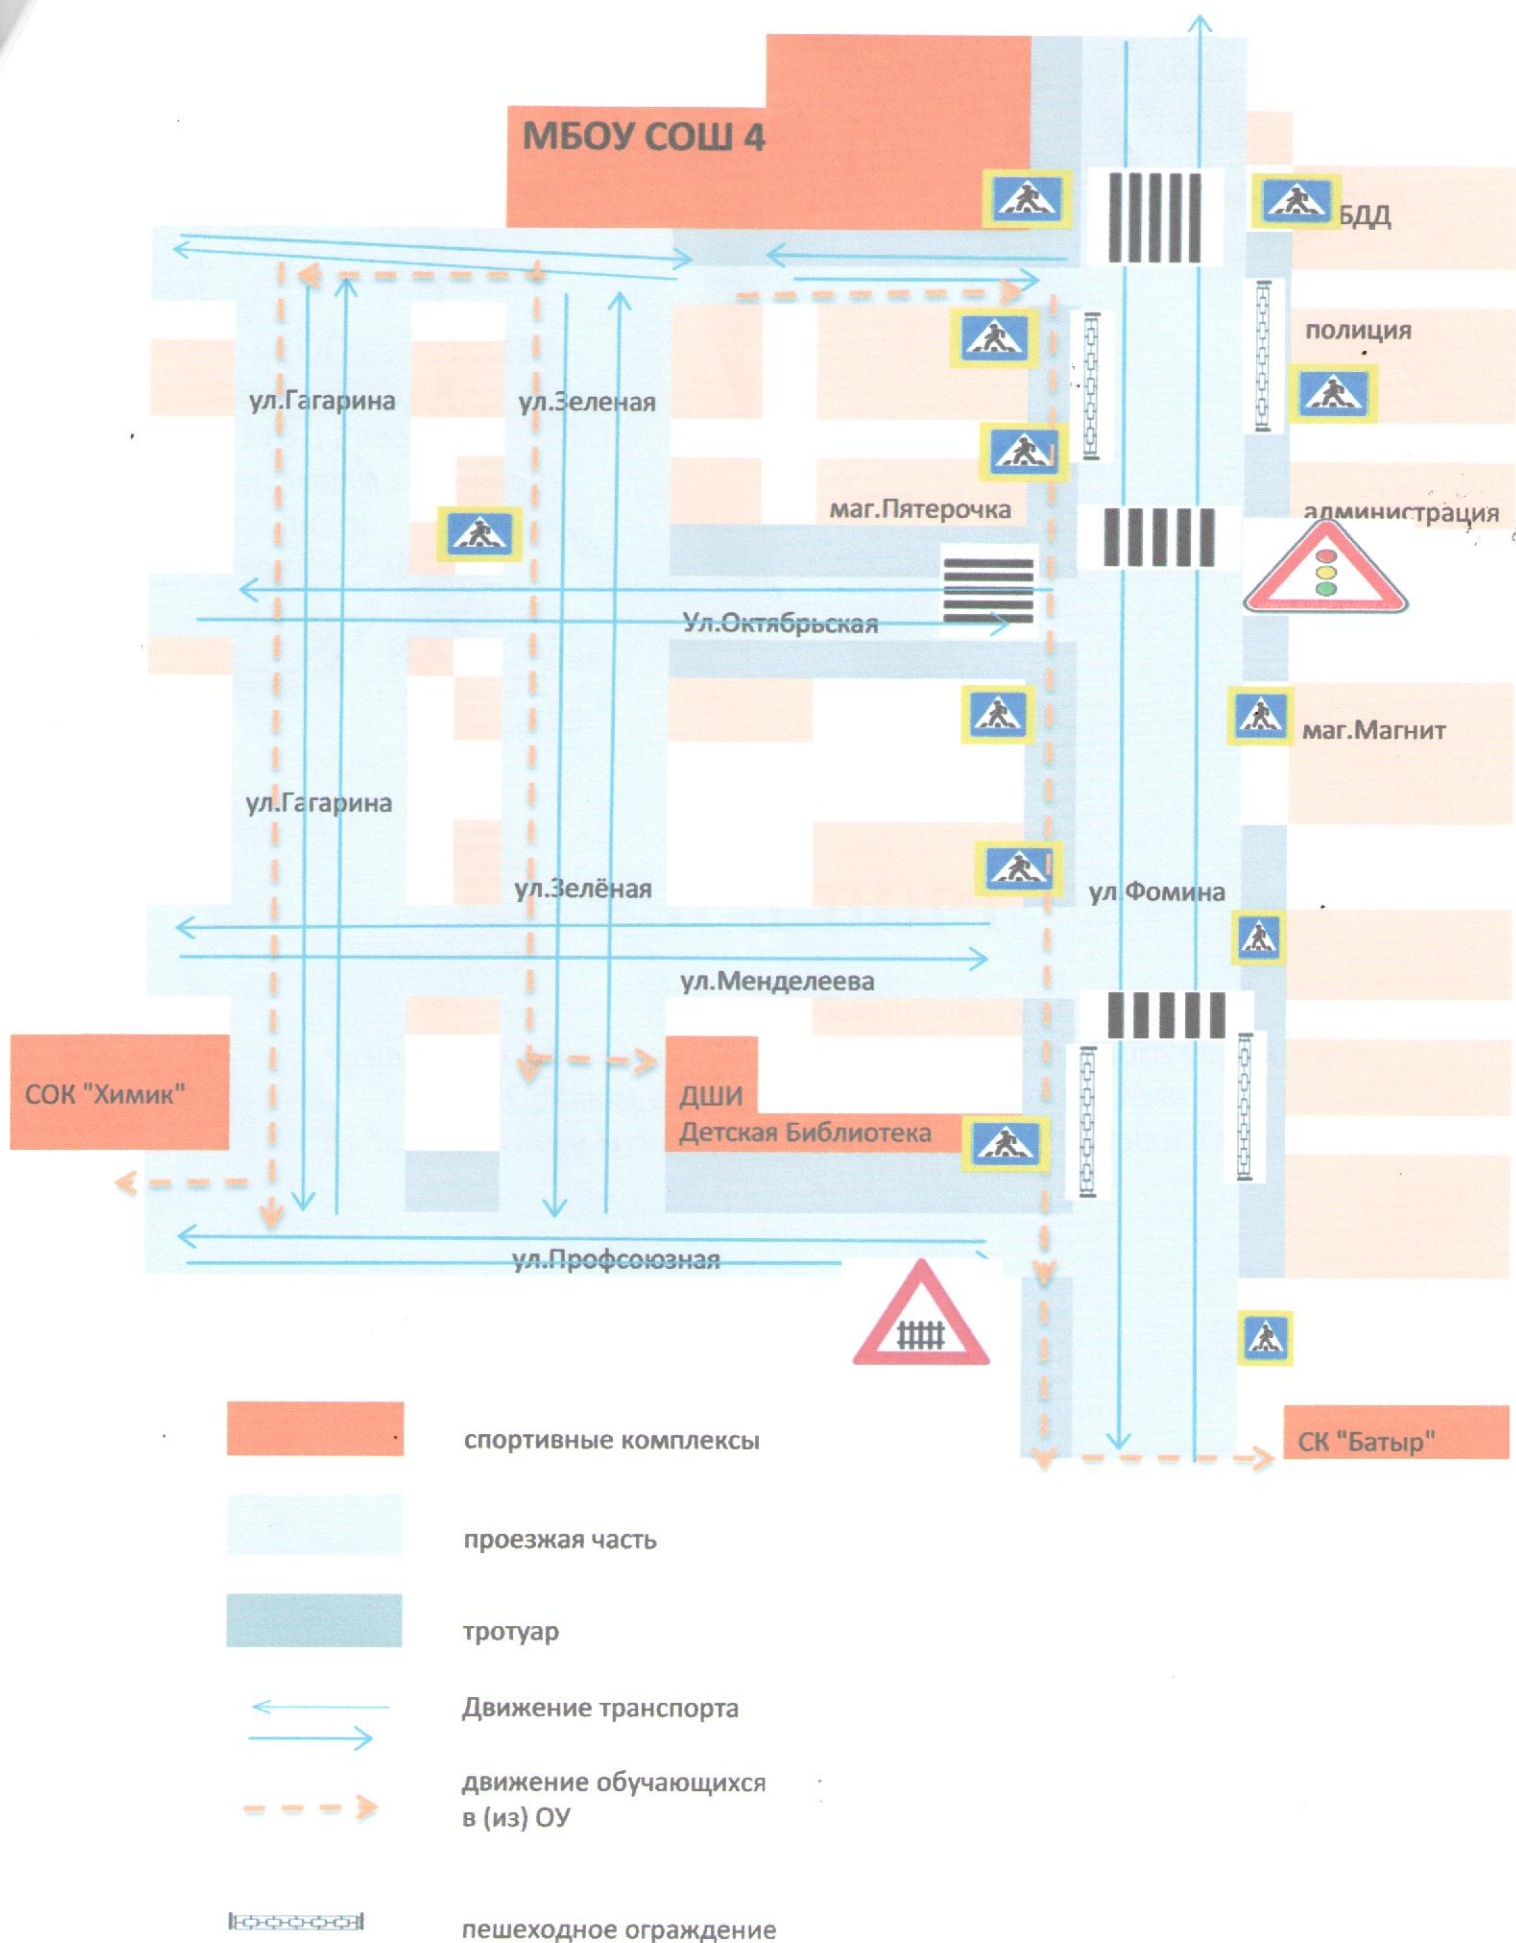 МБОУ СОШ 4
БДД
полиция
ул.Гагарина
ул.Зеленая
маг.Пятерочка
администрация
Ул.Октябрьская
маг.Магнит
ул.Гагарина
ул.Зелёная
ул.Фомина
ул.Менделеева
СОК "Химик"
ДШИ
Детская Библиотека
ул.Профсоюзная
СК "Батыр"
спортивные комплексы
проезжая часть
тротуар
Движение транспорта
движение обучающихся
в (из) ОУ
пешеходное ограждение